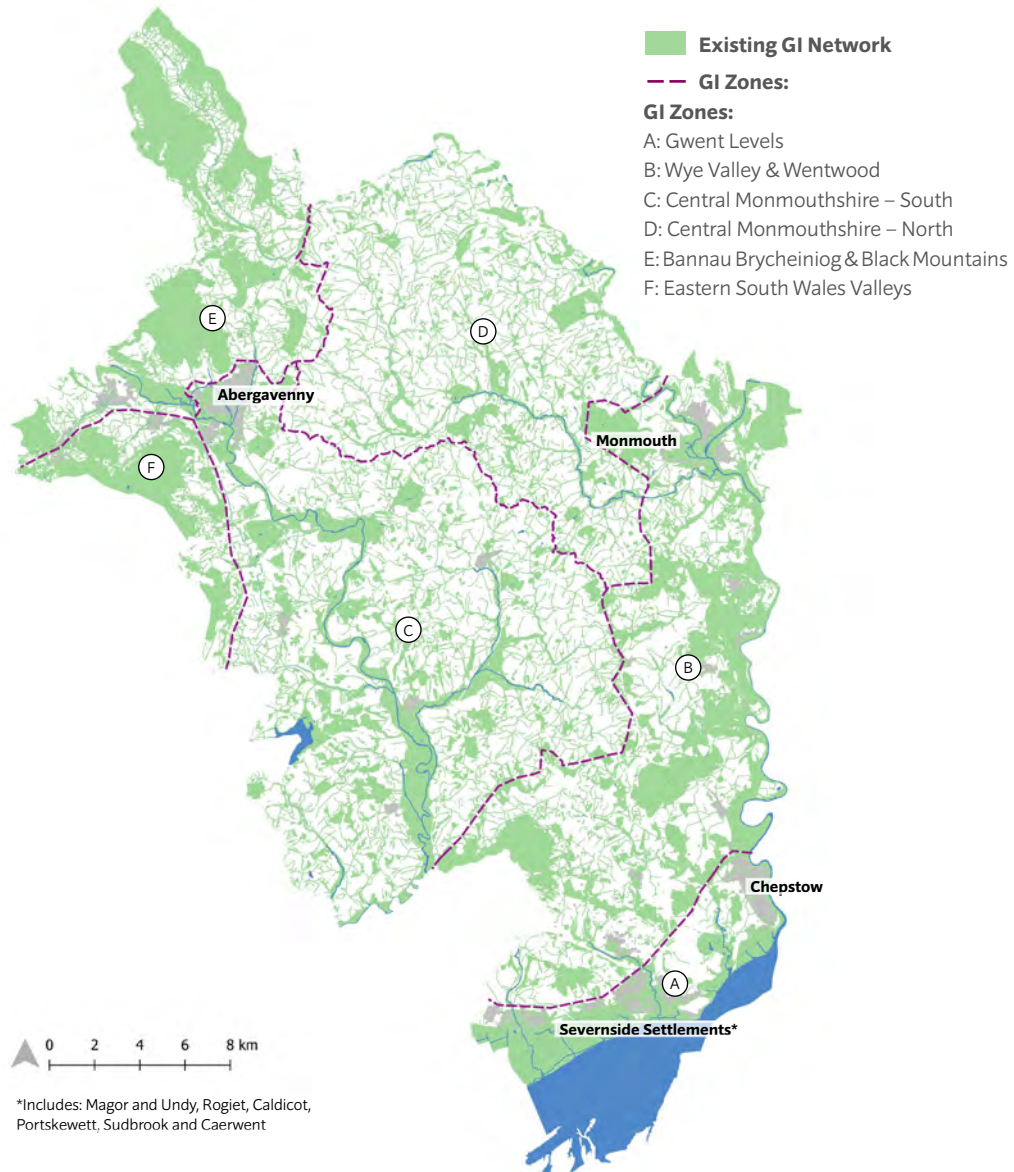 Existing GI Network
GI Zones:
GI Zones:
A: Gwent Levels
B: Wye Valley & Wentwood
C: Central Monmouthshire – South
D: Central Monmouthshire – North
E: Bannau Brycheiniog & Black Mountains
F: Eastern South Wales Valleys
E
D
Abergavenny
Monmouth
F
C
B
Chepstow
A
Severnside Settlements*
0 2 4 6 8 km
*Includes: Magor and Undy, Rogiet, Caldicot,
Portskewett, Sudbrook and Caerwent